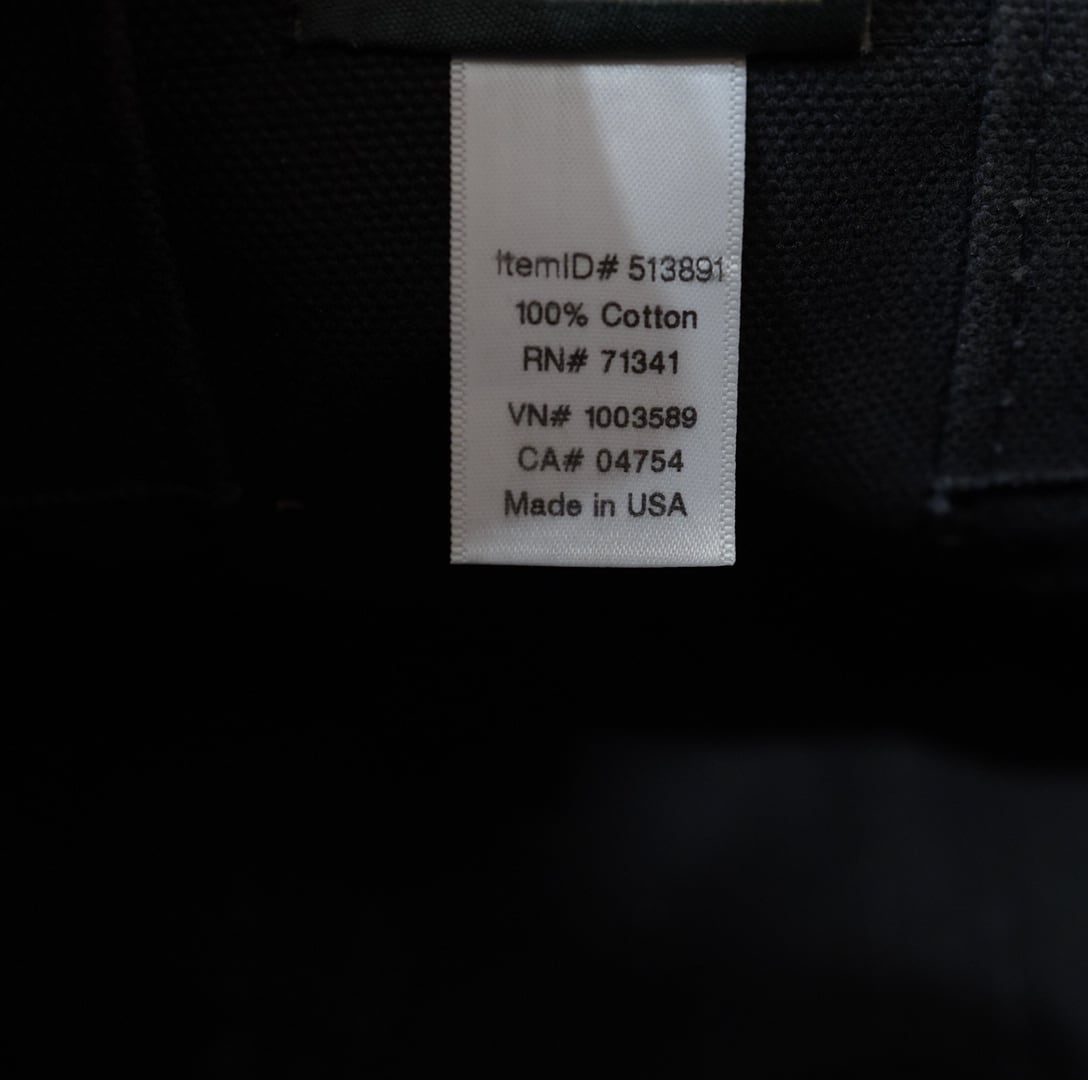 ItemID# 513891
100% Cotton
RN# 71341
VN# 1003589
CA# 04754
Made in USA